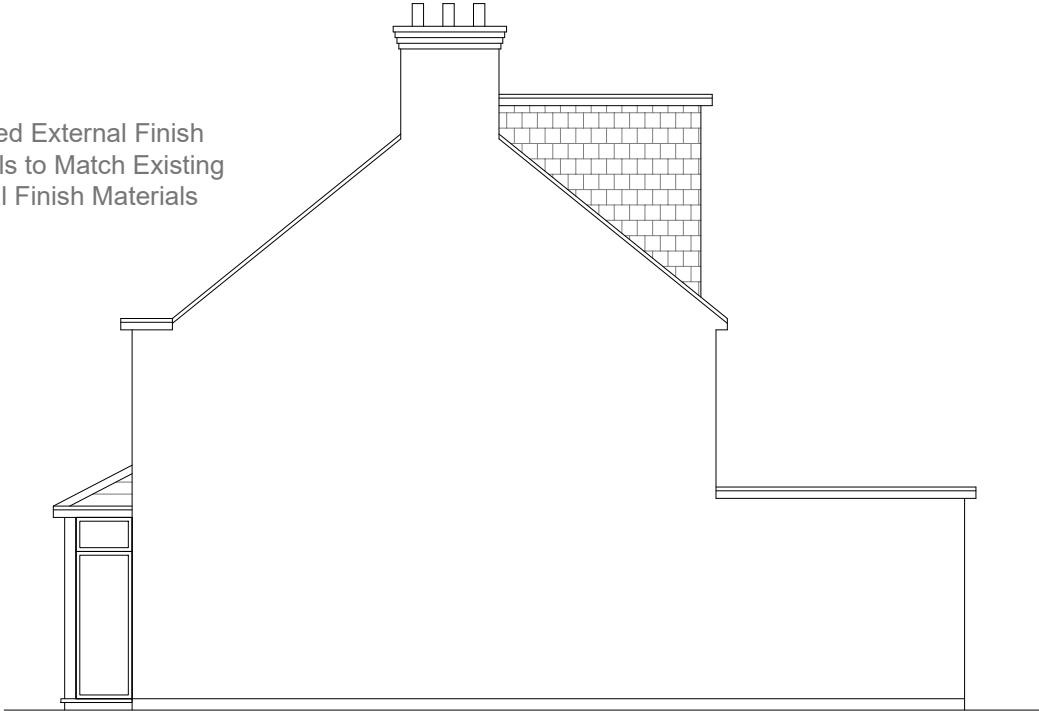 ed External Finish
ls to Match Existing
l Finish Materials